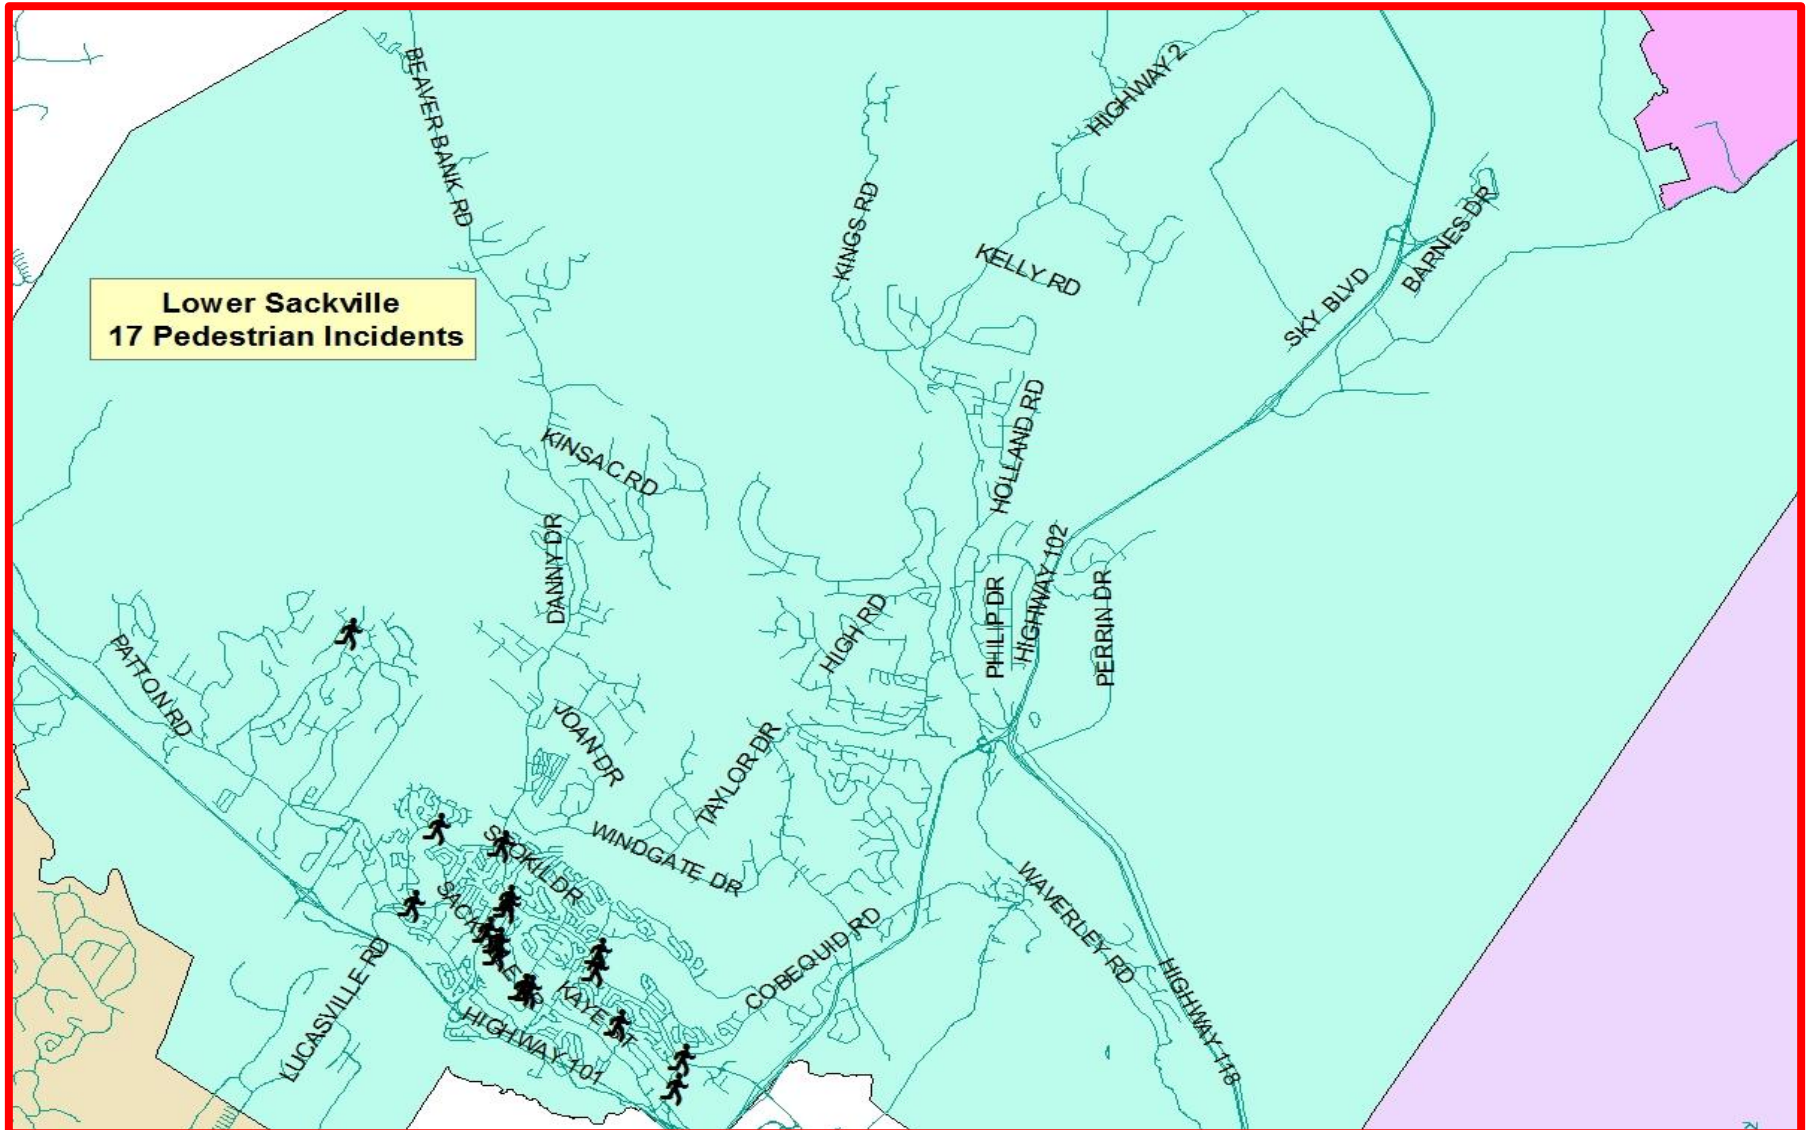 BEAVER BANK RD
HIGHWAY 2
KINGS RD
KELLY RD
BARNES DR
SKY BLVD
Lower Sackville
17 Pedestrian Incidents
HOLLAND RD
KINSAC RD
DANNY DR
HIGHWAY 102
PHILIP DR
PERRIN DR
HIGH RD
PATTON RD
JOAN DR
TAYLOR DR
WINDGATE DR
WAVERLEY RD
COBEQUID RD
LUCASVILLE RD
KAYE ST
HIGHWAY 101
HIGHWAY 118